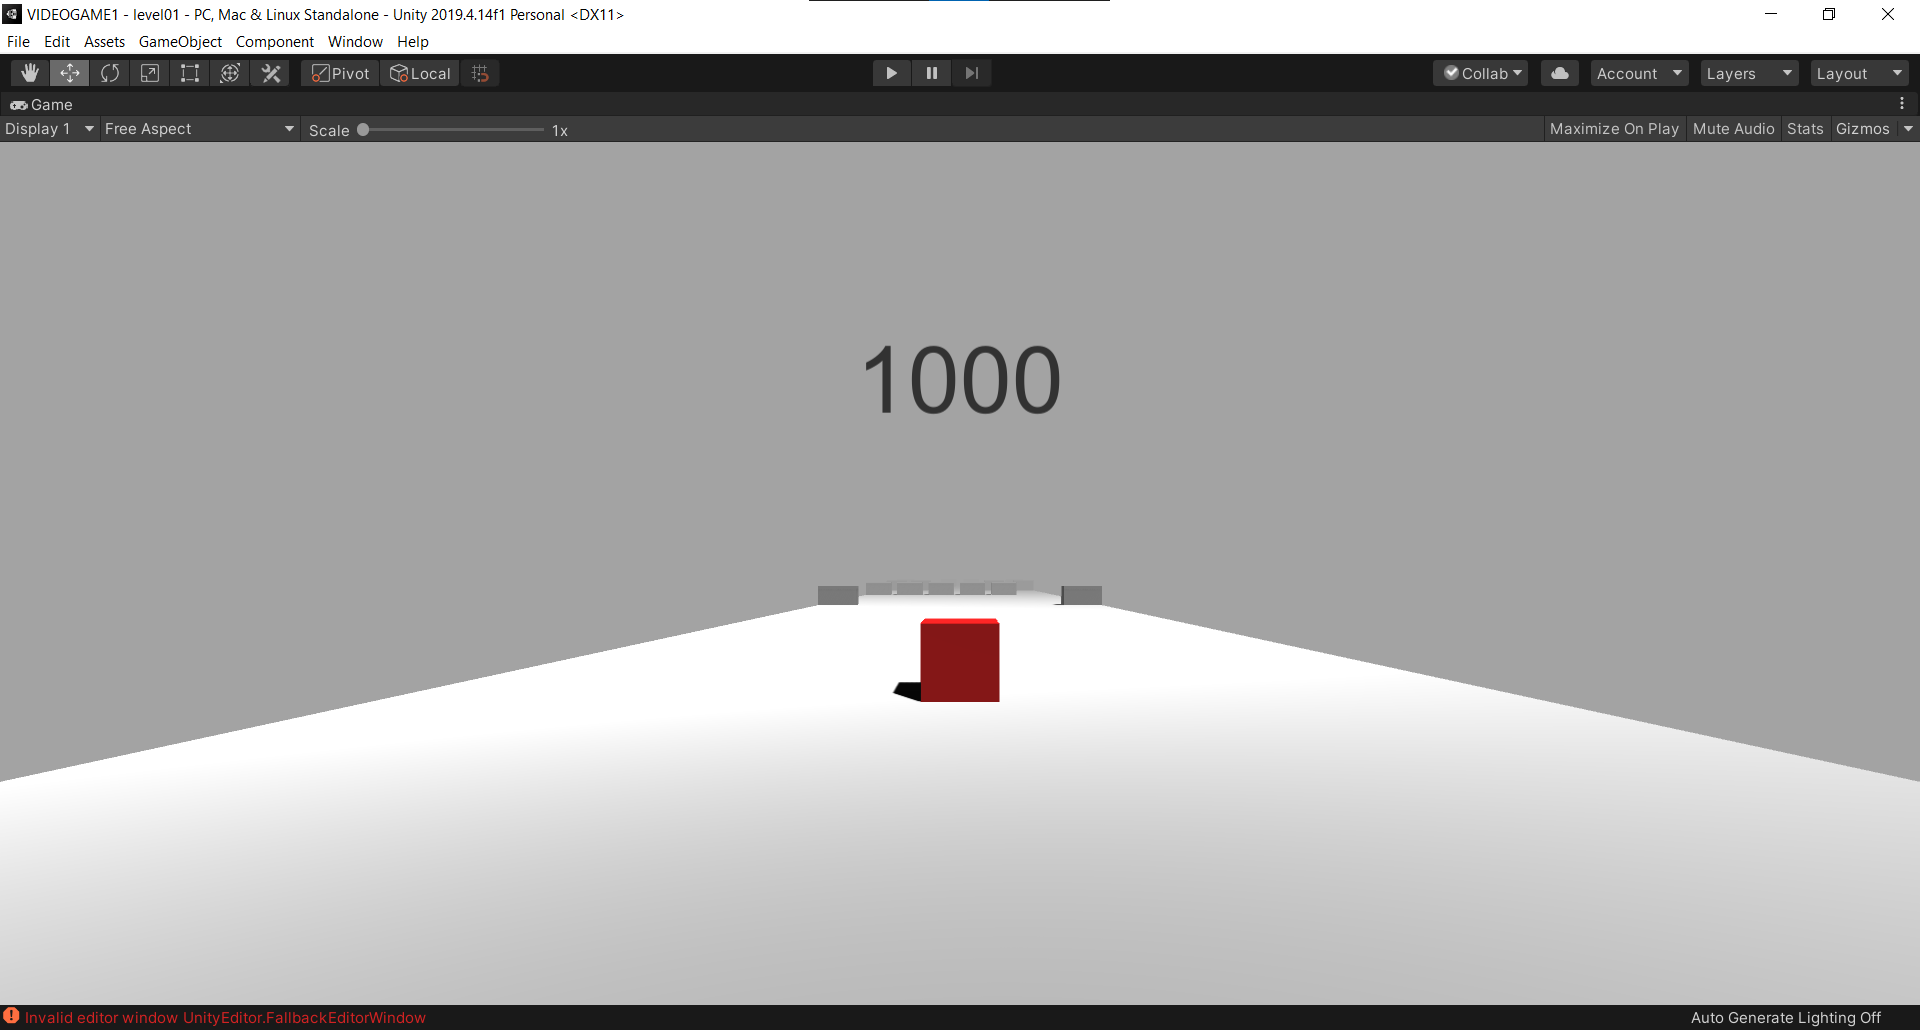 VIDEOGAME1 - level01 - PC, Mac & Linux Standalone - Unity 2019.4.14f1 Personal <DX11>
File Edit Assets GameObject Component Window Help
Pivot Local Collab Account Layers Layout
Game
Display 1 Free Aspect Scale 1x Maximize On Play Mute Audio Stats Gizmos
1000
Invalid editor window UnityEditor.FallbackEditorWindow Auto Generate Lighting Off